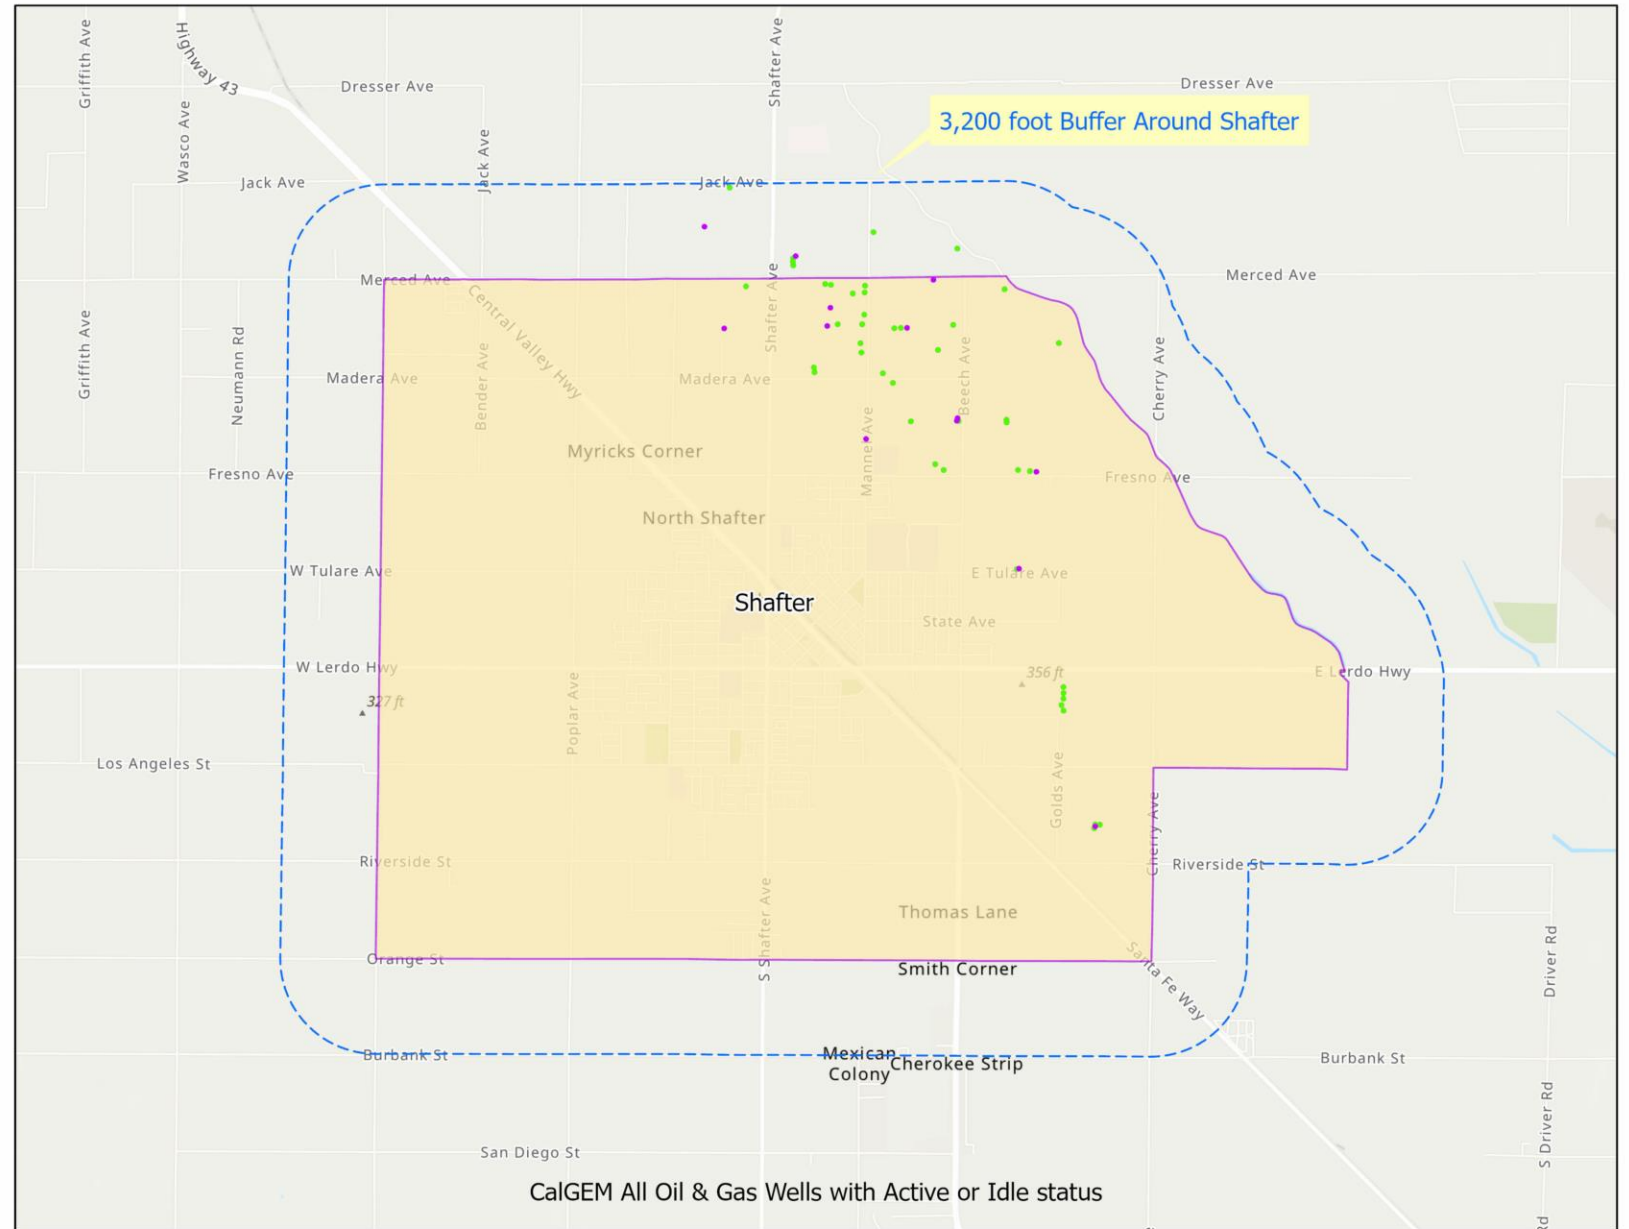 Griffith Ave
Highway 43
Wasco Ave
Dresser Ave
Shafter Ave
Dresser Ave
3,200 foot Buffer Around Shafter
Jack Ave
Jack Ave
Jack Ave
Merced Ave
Merced Ave
Central Valley Hwy
Shafter Ave
Griffith Ave
Neumann Rd
Bender Ave
Beech Ave
Cherry Ave
Madera Ave
Madera Ave
Mannel Ave
Myricks Corner
Fresno Ave
Fresno Ave
North Shafter
W Tulare Ave
E Tulare Ave
Shafter
State Ave
W Lerdo Hwy
356 ft
E Lerdo Hwy
327 ft
Poplar Ave
Los Angeles St
Golds Ave
Cherry Ave
Riverside St
Riverside St
S Shafter Ave
Thomas Lane
Orange St
Smith Corner
Santa Fe Way
Driver Rd
Burbank St
Mexican
Colony
Cherokee Strip
Burbank St
S Driver Rd
San Diego St
CalGEM All Oil & Gas Wells with Active or Idle status